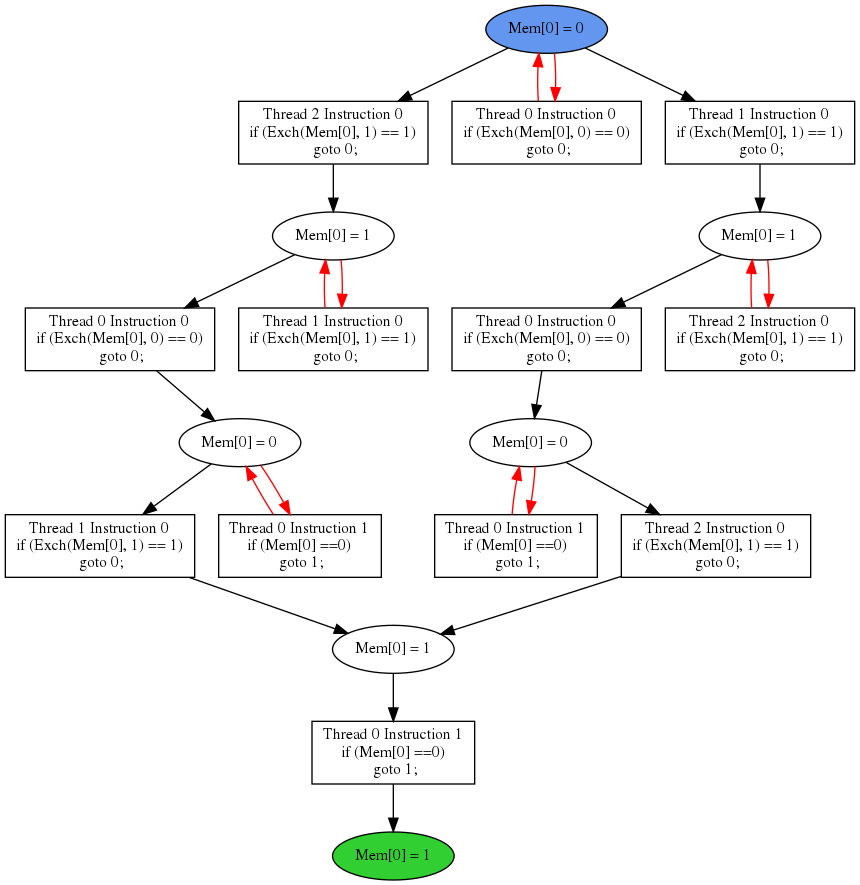 Mem[0] = 0
Thread 2 Instruction 0
if (Exch(Mem[0], 1) == 1)
goto 0;
Thread 0 Instruction 0
if (Exch(Mem[0], 0) == 0)
goto 0;
Thread 1 Instruction 0
if (Exch(Mem[0], 1) == 1)
goto 0;
Mem[0] = 1
Mem[0] = 1
Thread 0 Instruction 0
if (Exch(Mem[0], 0) == 0)
goto 0;
Thread 1 Instruction 0
if (Exch(Mem[0], 1) == 1)
goto 0;
Thread 0 Instruction 0
if (Exch(Mem[0], 0) == 0)
goto 0;
Thread 2 Instruction 0
if (Exch(Mem[0], 1) == 1)
goto 0;
Mem[0] = 0
Mem[0] = 0
Thread 1 Instruction 0
if (Exch(Mem[0], 1) == 1)
goto 0;
Thread 0 Instruction 1
if (Mem[0] ==0)
goto 1;
Thread 0 Instruction 1
if (Mem[0] ==0)
goto 1;
Thread 2 Instruction 0
if (Exch(Mem[0], 1) == 1)
goto 0;
Mem[0] = 1
Thread 0 Instruction 1
if (Mem[0] ==0)
goto 1;
Mem[0] = 1